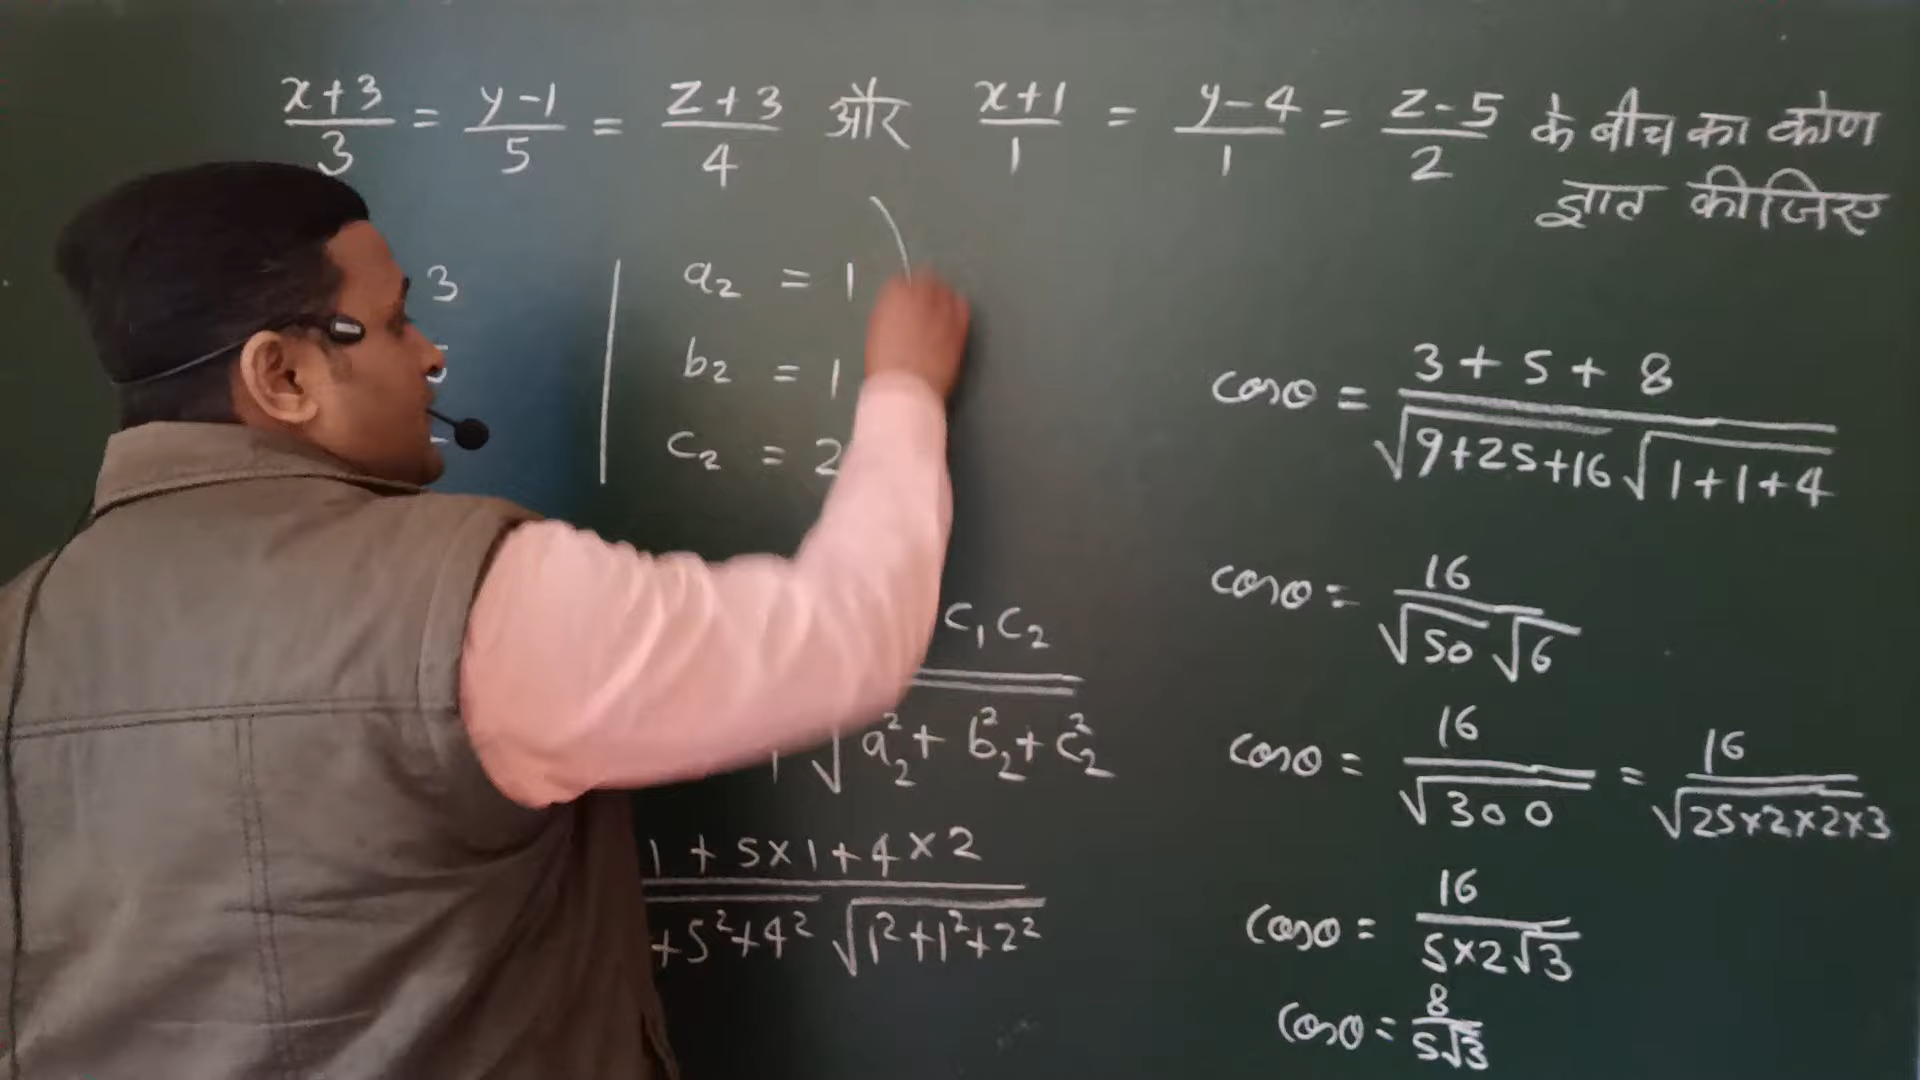 x+3/3 = y-1/5 = z+3/4 और x+1/1 = y-4/1 = z-5/2 के बीच का कोण
ज्ञात कीजिए
3
a₂ = 1
b₂ = 1
c₂ = 2
c₁c₂
√a₂²+b₂²+c₂²
1+5×1+4×2
+5²+4² √1²+1²+2²
cosθ = 3+5+8/√9+25+16 √1+1+4
cosθ = 16/√50 √6
cosθ = 16/√300 = 16/√25×2×2×3
cosθ = 16/5×2√3
cosθ = 8/5√3